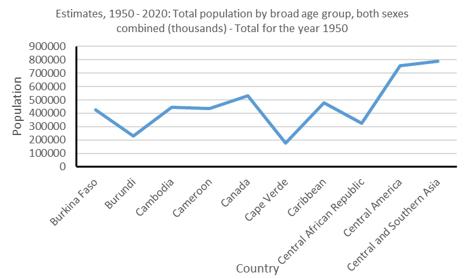 Estimates, 1950 - 2020: Total population by broad age group, both sexes
combined (thousands) - Total for the year 1950
900000
800000
700000
600000
500000
400000
300000
200000
100000
0
Population
Burkina Faso
Burundi
Cambodia
Cameroon
Canada
Cape Verde
Caribbean
Central African Republic
Central America
Central and Southern Asia
Country